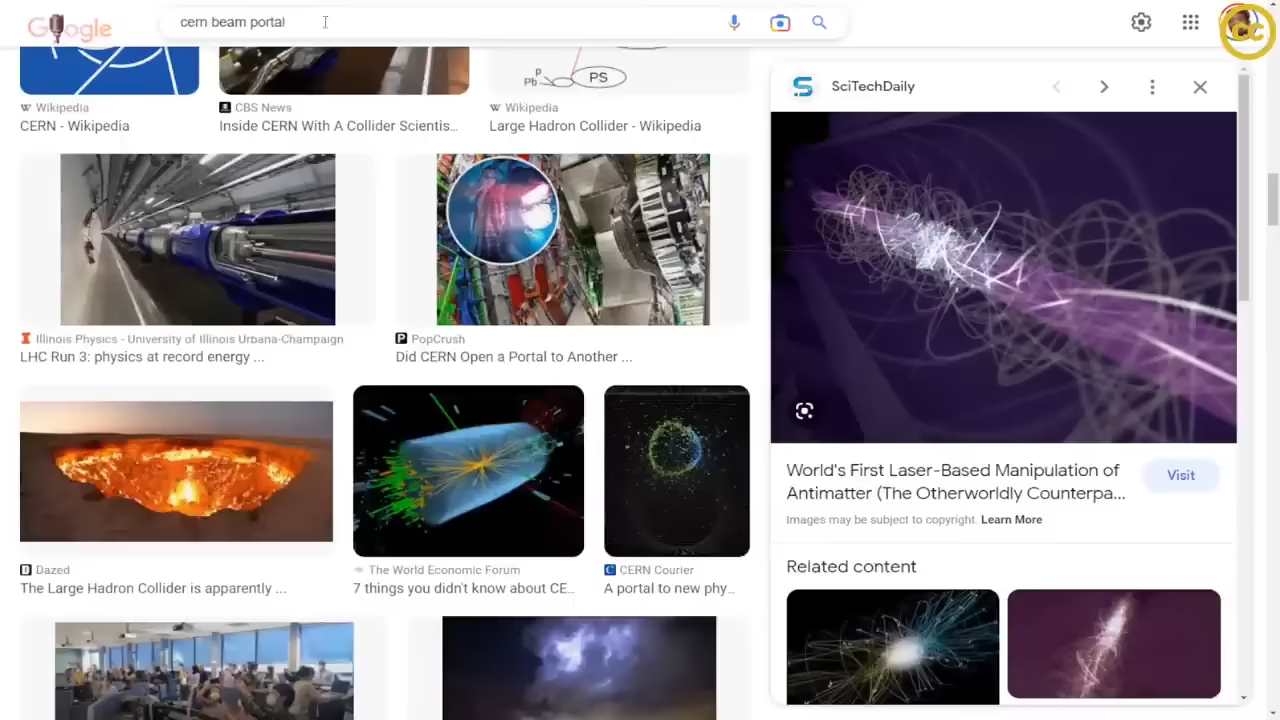 Google
cern beam portal
CC
Pb
p
PS
Wikipedia
CERN - Wikipedia
CBS News
Inside CERN With A Collider Scientis...
Wikipedia
Large Hadron Collider - Wikipedia
Illinois Physics - University of Illinois Urbana-Champaign
LHC Run 3: physics at record energy ...
PopCrush
Did CERN Open a Portal to Another ...
Dazed
The Large Hadron Collider is apparently ...
The World Economic Forum
7 things you didn't know about CE...
CERN Courier
A portal to new phy...
SciTechDaily
World's First Laser-Based Manipulation of
Antimatter (The Otherworldly Counterpa...
Visit
Images may be subject to copyright. Learn More
Related content